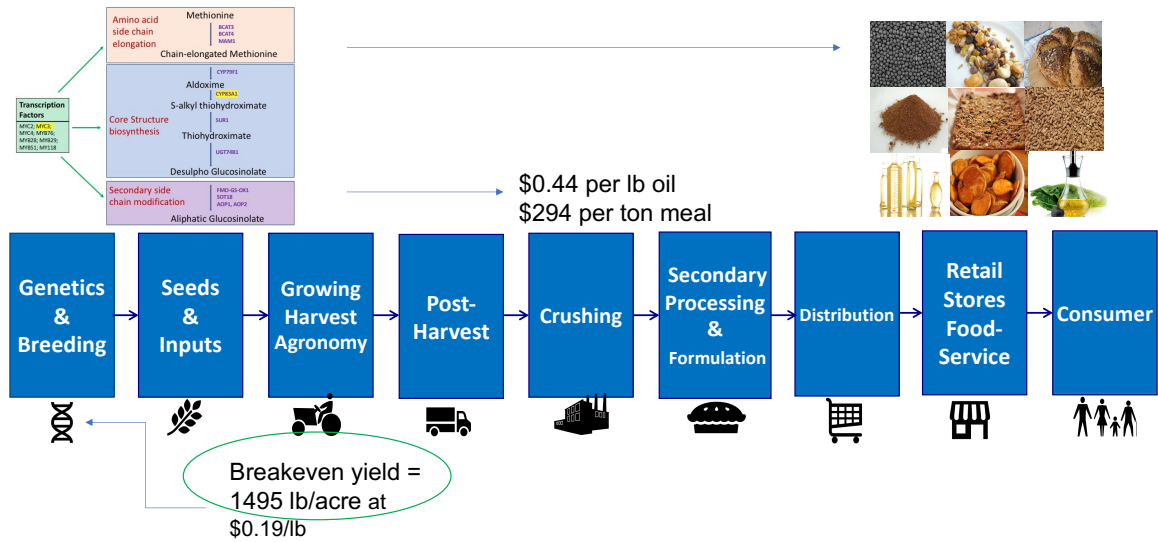 Amino acid
side chain
elongation
Methionine
BCAT3
BCAT4
MAM1
Chain-elongated Methionine
Transcription
Factors
MYC2; MYC3;
MYC4; MYB76;
MYB28; MYB29;
MYB51; MY118
Core Structure
biosynthesis
CYP79F1
Aldoxime
CYP83A1
S-alkyl thiohydroximate
SUR1
Thiohydroximate
UGT74B1
Desulpho Glucosinolate
Secondary side
chain modification
FMO-GS-OX1
SOT18
AOP1, AOP2
Aliphatic Glucosinolate
$0.44 per lb oil
$294 per ton meal
Genetics
&
Breeding
Seeds
&
Inputs
Growing
Harvest
Agronomy
Post-
Harvest
Crushing
Secondary
Processing
&
Formulation
Distribution
Retail
Stores
Food-
Service
Consumer
Breakeven yield =
1495 lb/acre at
$0.19/lb